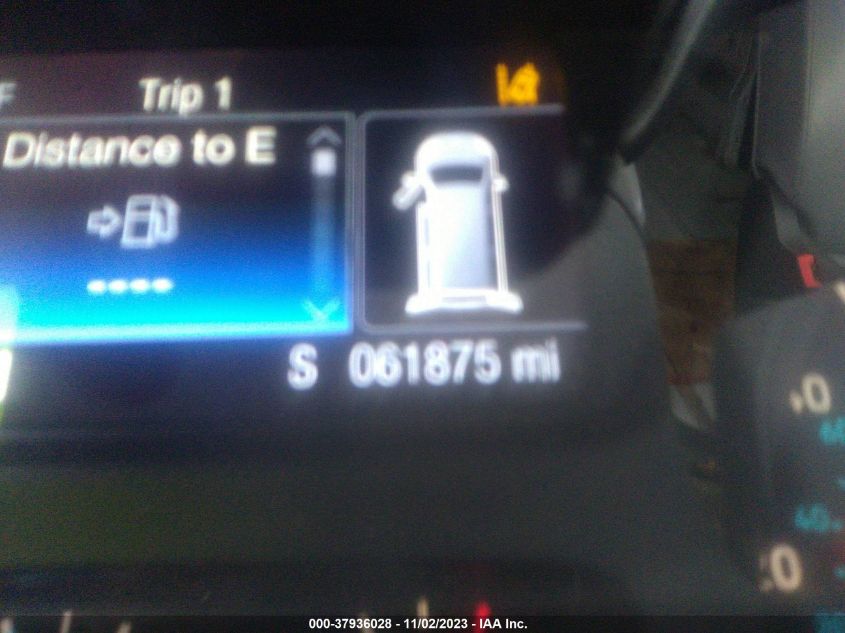 F Trip 1
Distance to E
----
S 061875 mi
000-37936028 - 11/02/2023 - IAA Inc.